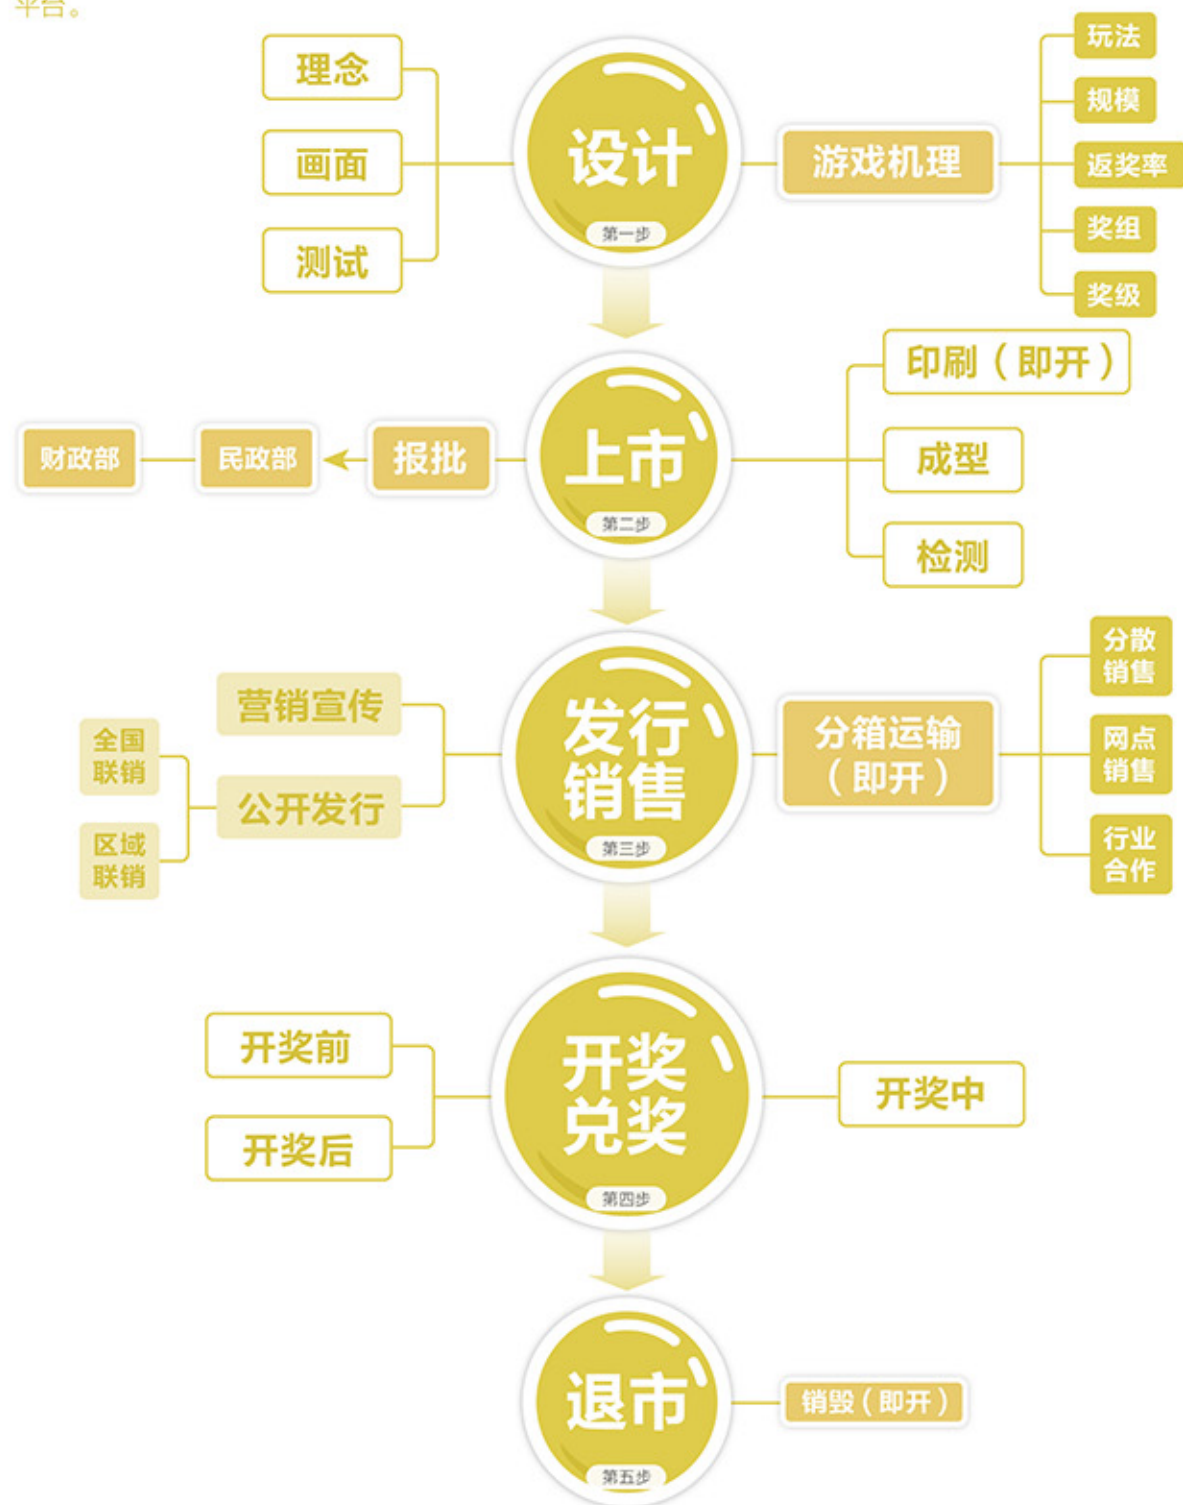 平台。
理念
画面
测试
设计
第一步
游戏机理
玩法
规模
返奖率
奖组
奖级
财政部
民政部
报批
上市
第二步
印刷（即开）
成型
检测
营销宣传
公开发行
全国
联销
区域
联销
发行
销售
第三步
分箱运输
（即开）
分散
销售
网点
销售
行业
合作
开奖前
开奖后
开奖
兑奖
第四步
开奖中
退市
第五步
销毁（即开）